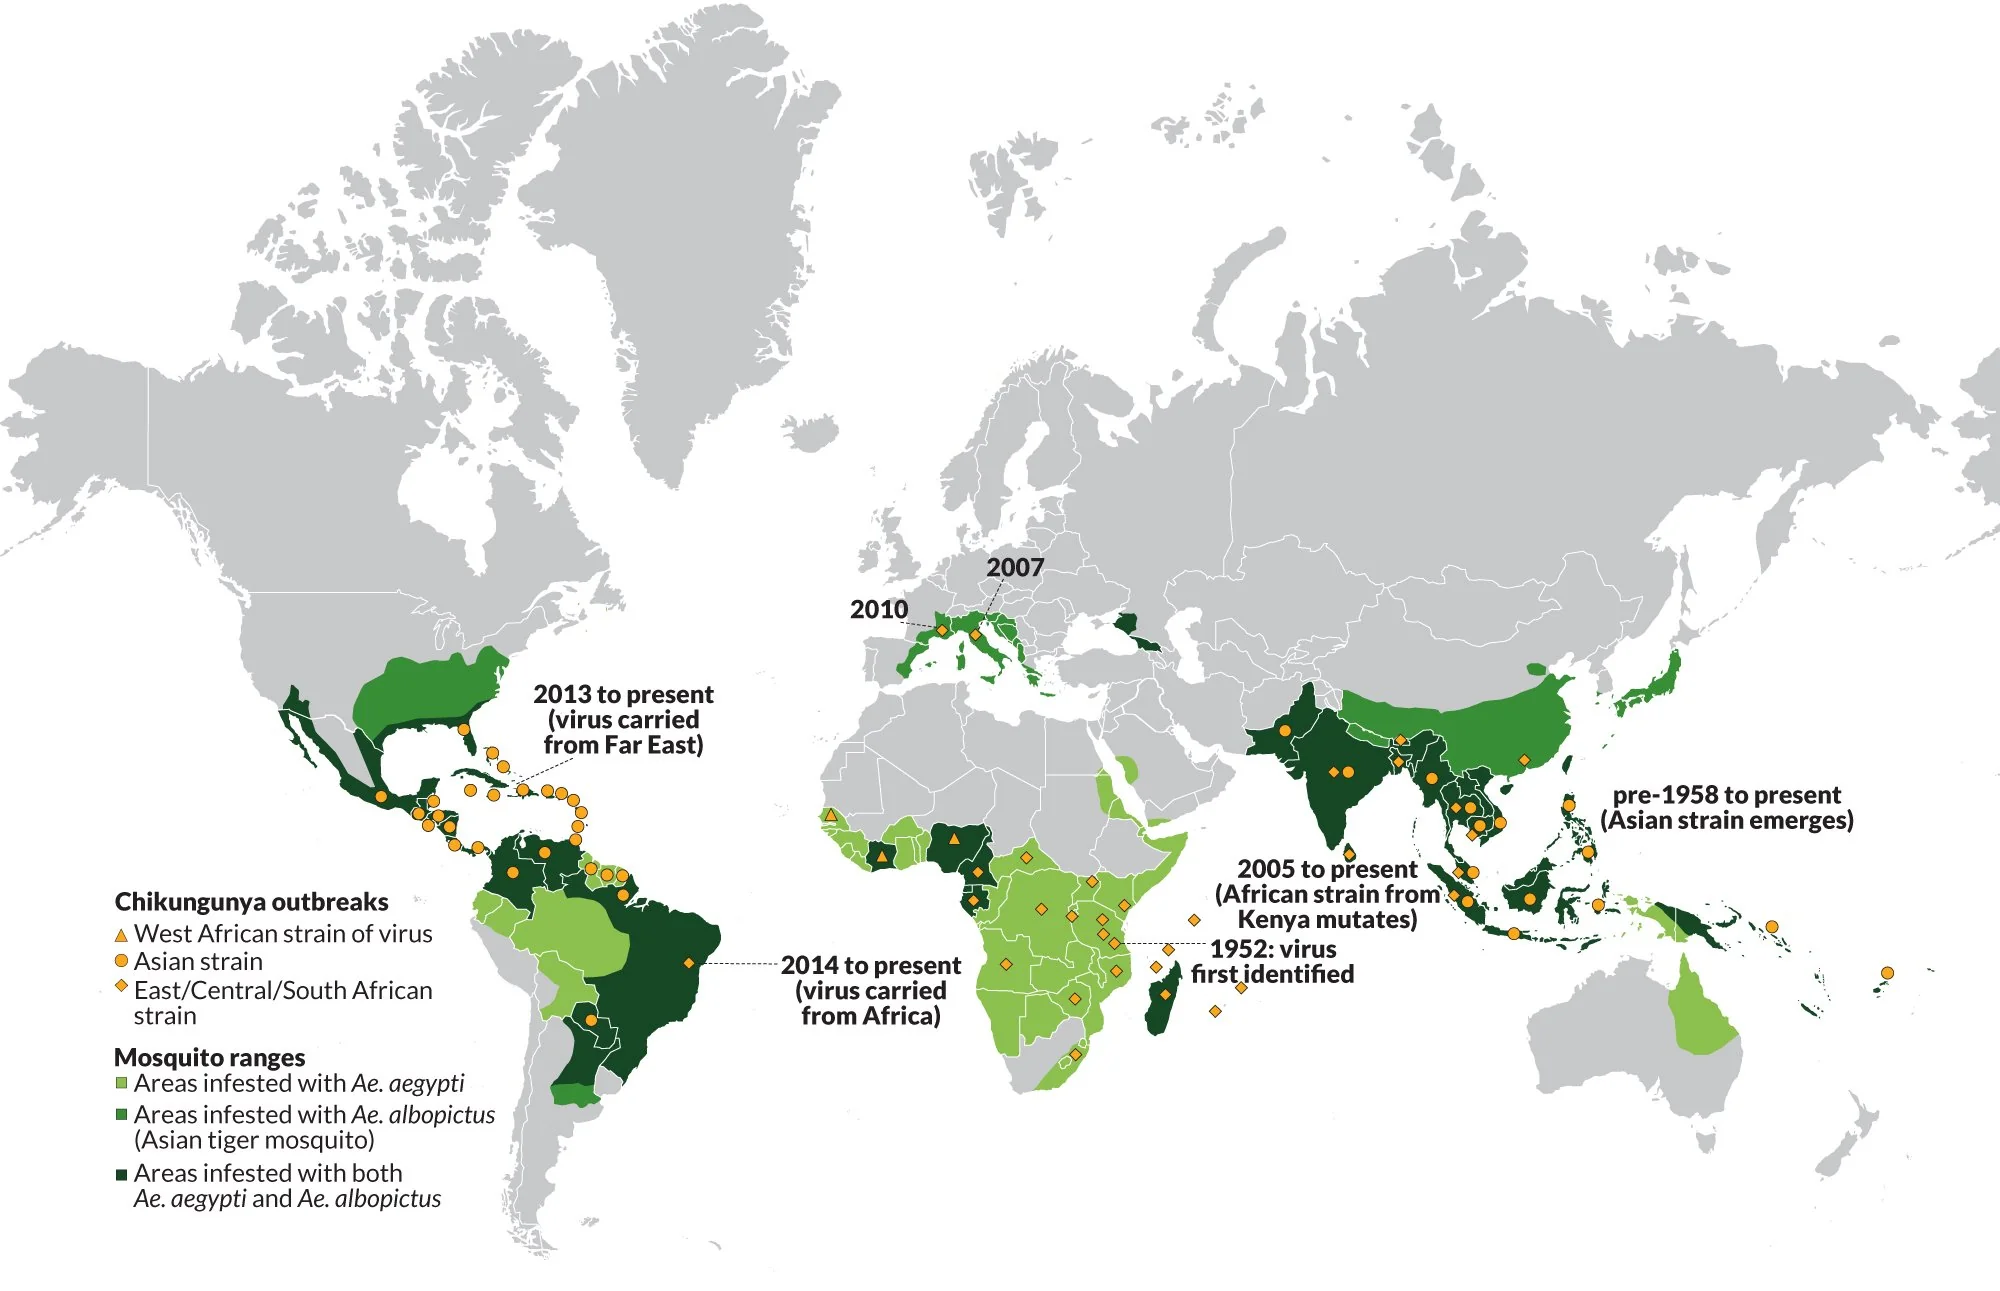 2007
2010
2013 to present
(virus carried
from Far East)
pre-1958 to present
(Asian strain emerges)
2005 to present
(African strain from
Kenya mutates)
1952: virus
first identified
2014 to present
(virus carried
from Africa)
Chikungunya outbreaks
West African strain of virus
Asian strain
East/Central/South African
strain
Mosquito ranges
Areas infested with Ae. aegypti
Areas infested with Ae. albopictus
(Asian tiger mosquito)
Areas infested with both
Ae. aegypti and Ae. albopictus